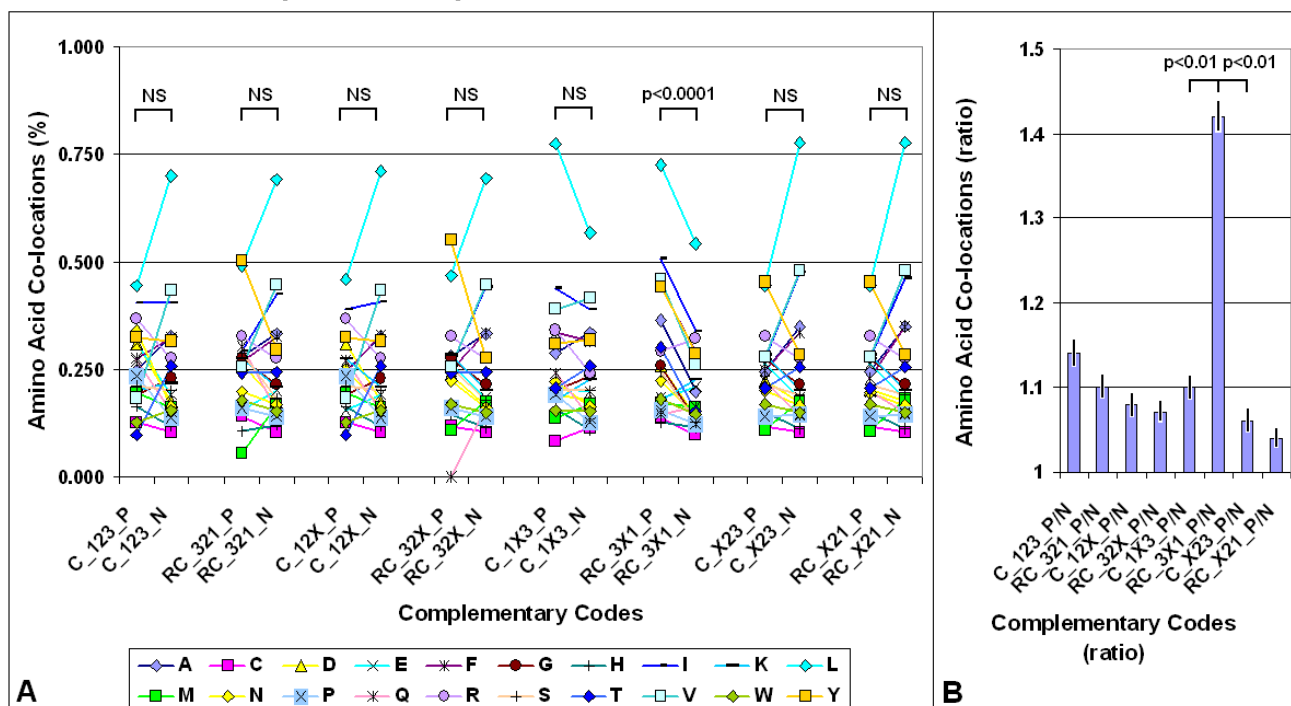 1.000
0.750
0.500
0.250
0.000
Amino Acid Co-locations (%)
NS NS NS NS NS p<0.0001 NS NS
C_123_P
C_123_N
RC_321_P
RC_321_N
C_12X_P
C_12X_N
RC_32X_P
RC_32X_N
C_1X3_P
C_1X3_N
RC_3X1_P
RC_3X1_N
C_X23_P
C_X23_N
RC_X21_P
RC_X21_N
Complementary Codes
A C D E F G H I K L
M N P Q R S T V W Y
A
1.5
1.4
1.3
1.2
1.1
1
Amino Acid Co-locations (ratio)
p<0.01 p<0.01
C_123_P/N
RC_321_P/N
C_12X_P/N
RC_32X_P/N
C_1X3_P/N
RC_3X1_P/N
C_X23_P/N
RC_X21_P/N
Complementary Codes
(ratio)
B